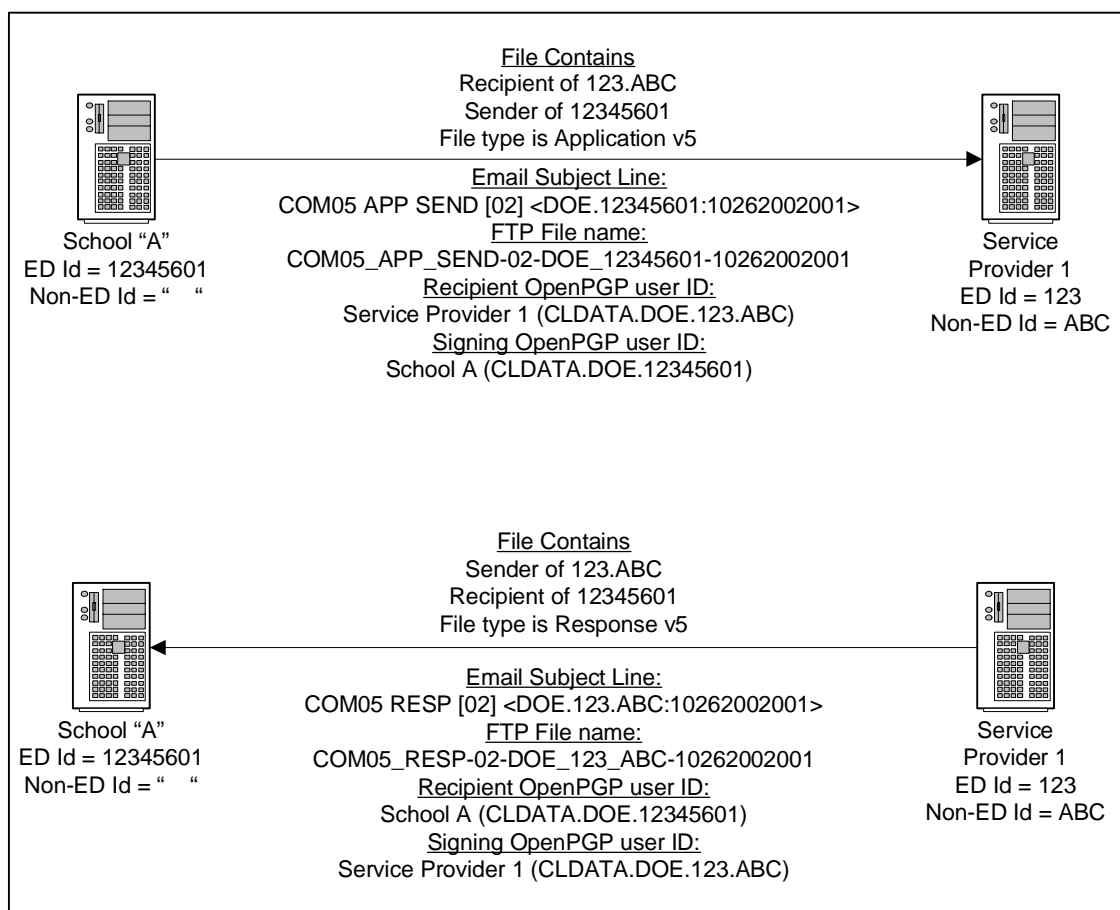 File Contains
Recipient of 123.ABC
Sender of 12345601
File type is Application v5
Email Subject Line:
COM05 APP SEND [02] <DOE.12345601:10262002001>
FTP File name:
COM05_APP_SEND-02-DOE_12345601-10262002001
Recipient OpenPGP user ID:
Service Provider 1 (CLDATA.DOE.123.ABC)
Signing OpenPGP user ID:
School A (CLDATA.DOE.12345601)
School “A”
ED Id = 12345601
Non-ED Id = “    “
Service
Provider 1
ED Id = 123
Non-ED Id = ABC
File Contains
Sender of 123.ABC
Recipient of 12345601
File type is Response v5
Email Subject Line:
COM05 RESP [02] <DOE.123.ABC:10262002001>
FTP File name:
COM05_RESP-02-DOE_123_ABC-10262002001
Recipient OpenPGP user ID:
School A (CLDATA.DOE.12345601)
Signing OpenPGP user ID:
Service Provider 1 (CLDATA.DOE.123.ABC)
School “A”
ED Id = 12345601
Non-ED Id = “    “
Service
Provider 1
ED Id = 123
Non-ED Id = ABC